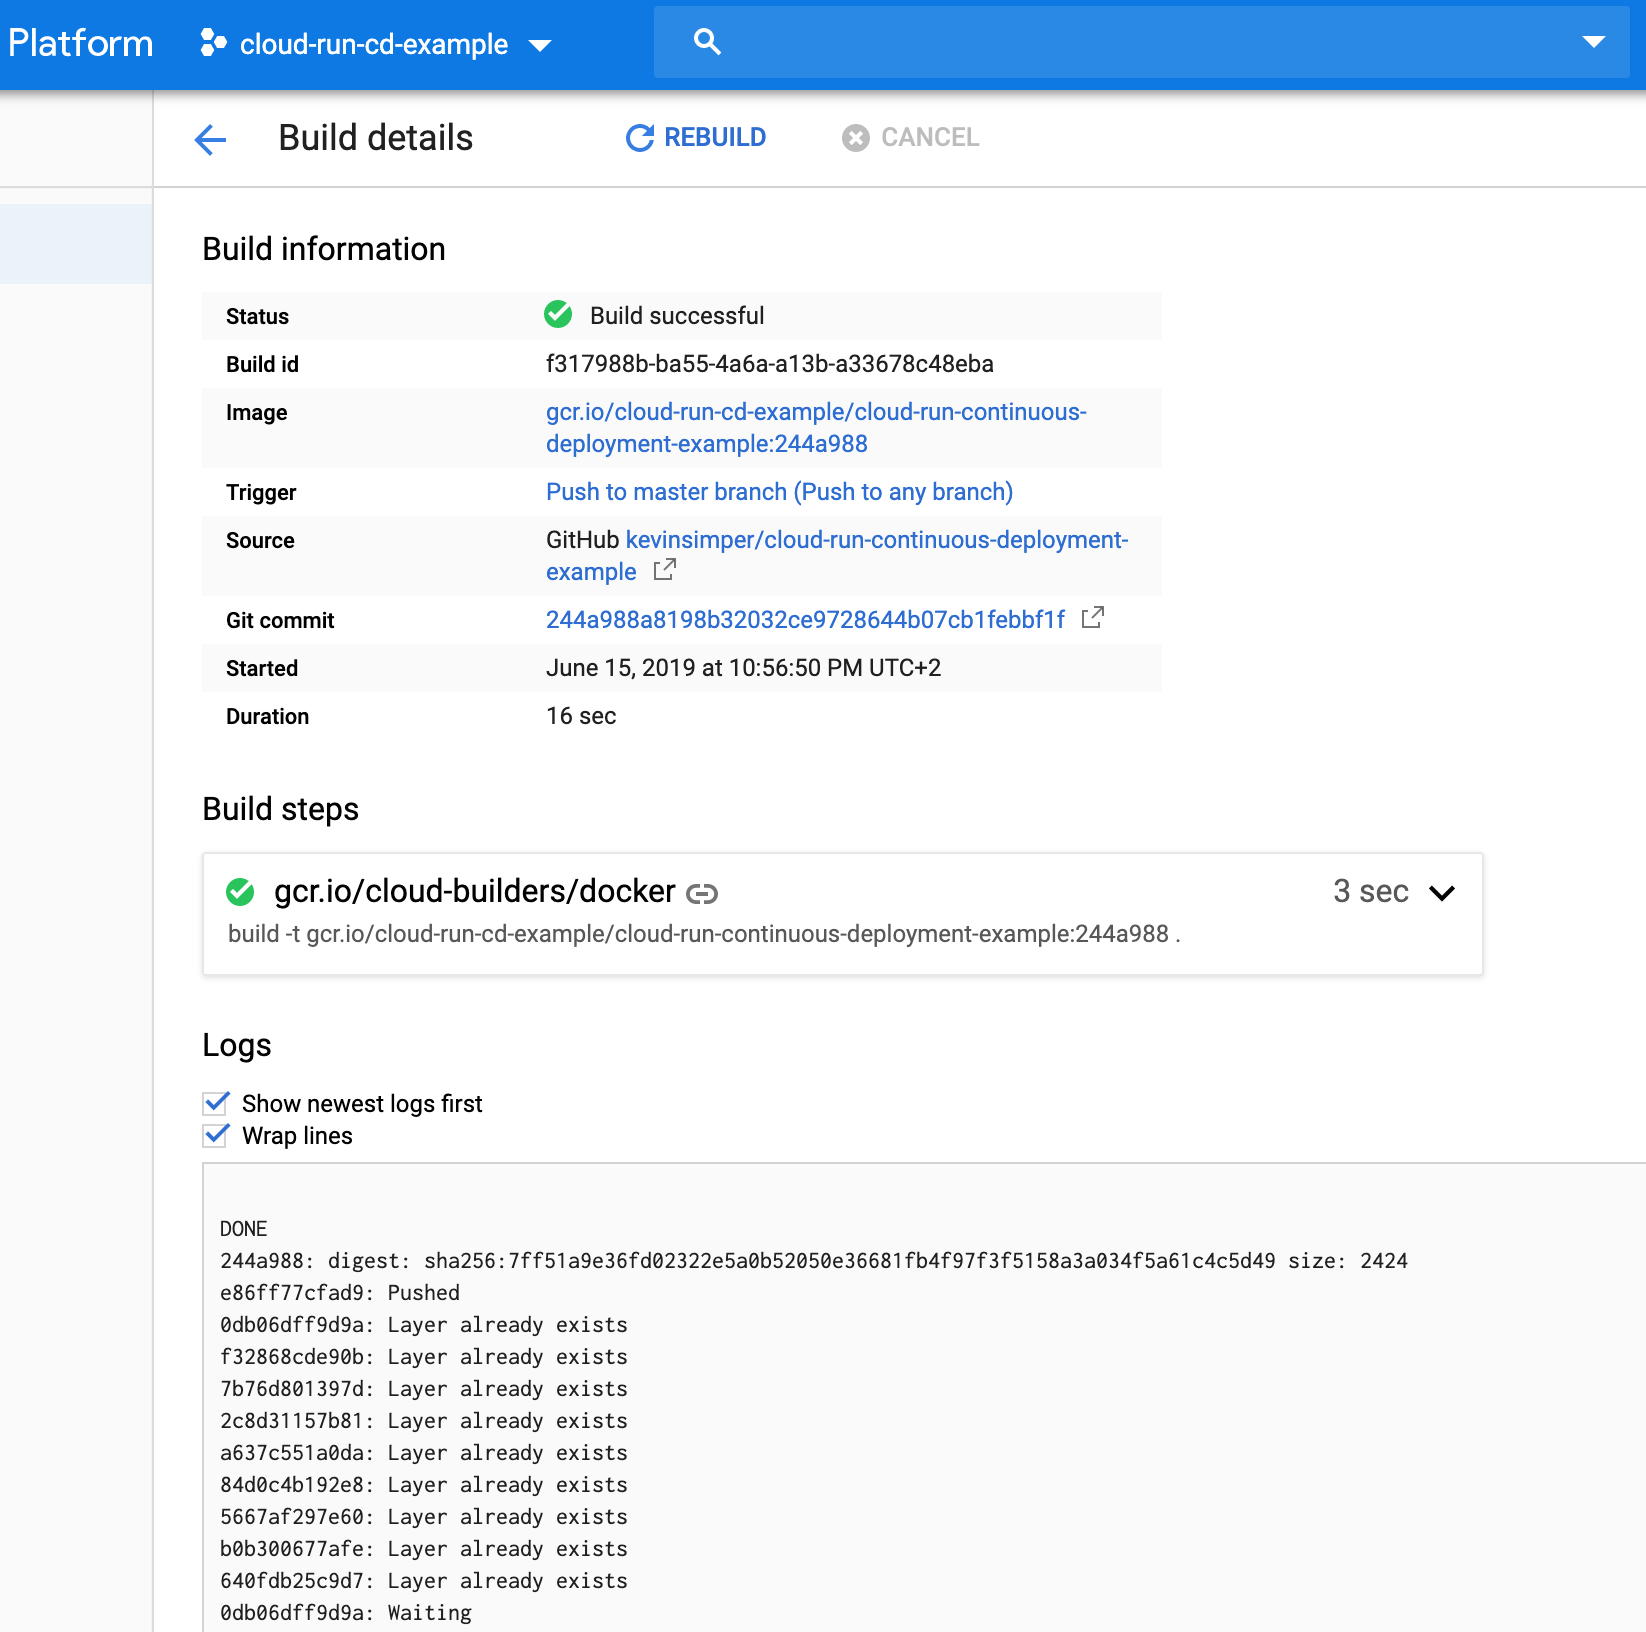 Platform cloud-run-cd-example
Build details REBUILD CANCEL
Build information
Status Build successful
Build id f317988b-ba55-4a6a-a13b-a33678c48eba
Image gcr.io/cloud-run-cd-example/cloud-run-continuous-
deployment-example:244a988
Trigger Push to master branch (Push to any branch)
Source GitHub kevinsimper/cloud-run-continuous-deployment-
example
Git commit 244a988a8198b32032ce9728644b07cb1febbf1f
Started June 15, 2019 at 10:56:50 PM UTC+2
Duration 16 sec
Build steps
gcr.io/cloud-builders/docker 3 sec
build -t gcr.io/cloud-run-cd-example/cloud-run-continuous-deployment-example:244a988 .
Logs
Show newest logs first
Wrap lines
DONE
244a988: digest: sha256:7ff51a9e36fd02322e5a0b52050e36681fb4f97f3f5158a3a034f5a61c4c5d49 size: 2424
e86ff77cfad9: Pushed
0db06dff9d9a: Layer already exists
f32868cde90b: Layer already exists
7b76d801397d: Layer already exists
2c8d31157b81: Layer already exists
a637c551a0da: Layer already exists
84d0c4b192e8: Layer already exists
5667af297e60: Layer already exists
b0b300677afe: Layer already exists
640fdb25c9d7: Layer already exists
0db06dff9d9a: Waiting